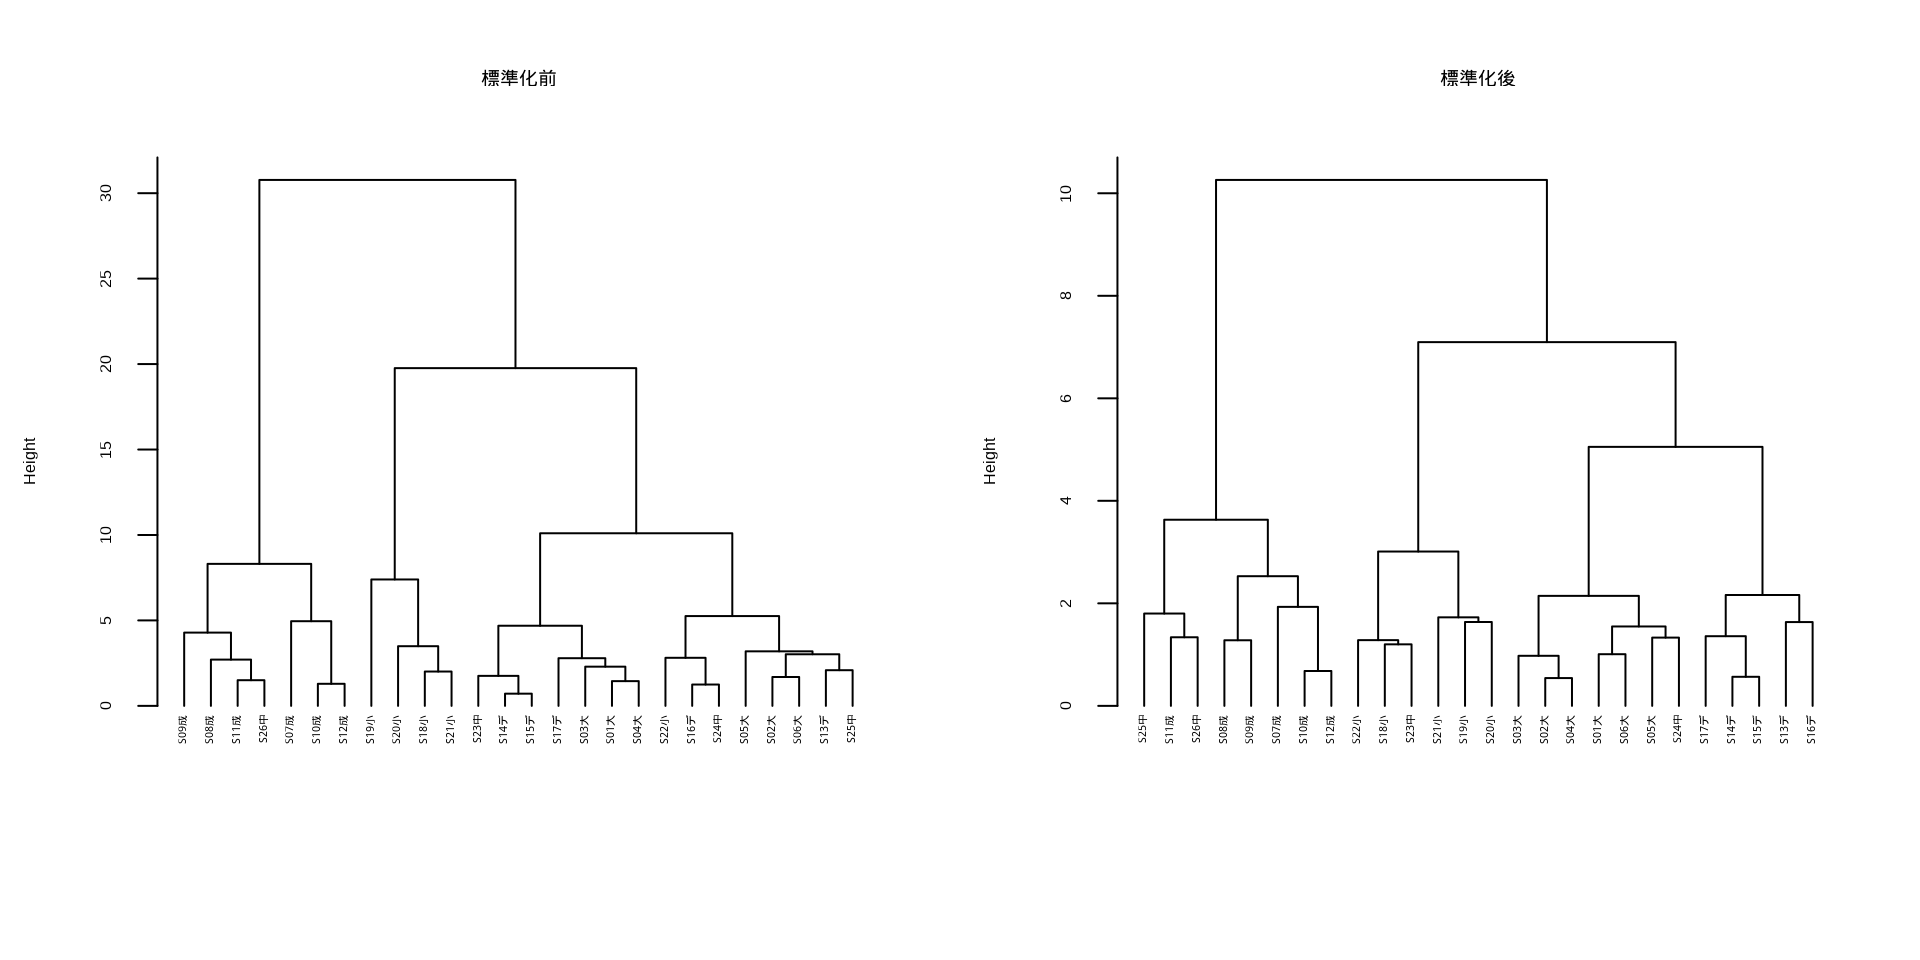 標準化前
Height
30
25
20
15
10
5
0
S09成
S08成
S11成
S26中
S07成
S10成
S12成
S19小
S20小
S18小
S21小
S23中
S14デ
S15デ
S17デ
S03大
S01大
S04大
S22小
S16デ
S24中
S05大
S02大
S06大
S13デ
S25中
標準化後
Height
10
8
6
4
2
0
S25中
S11成
S26中
S08成
S09成
S07成
S10成
S12成
S22小
S18小
S23中
S21小
S19小
S20小
S03大
S02大
S04大
S01大
S06大
S05大
S24中
S17デ
S14デ
S15デ
S13デ
S16デ